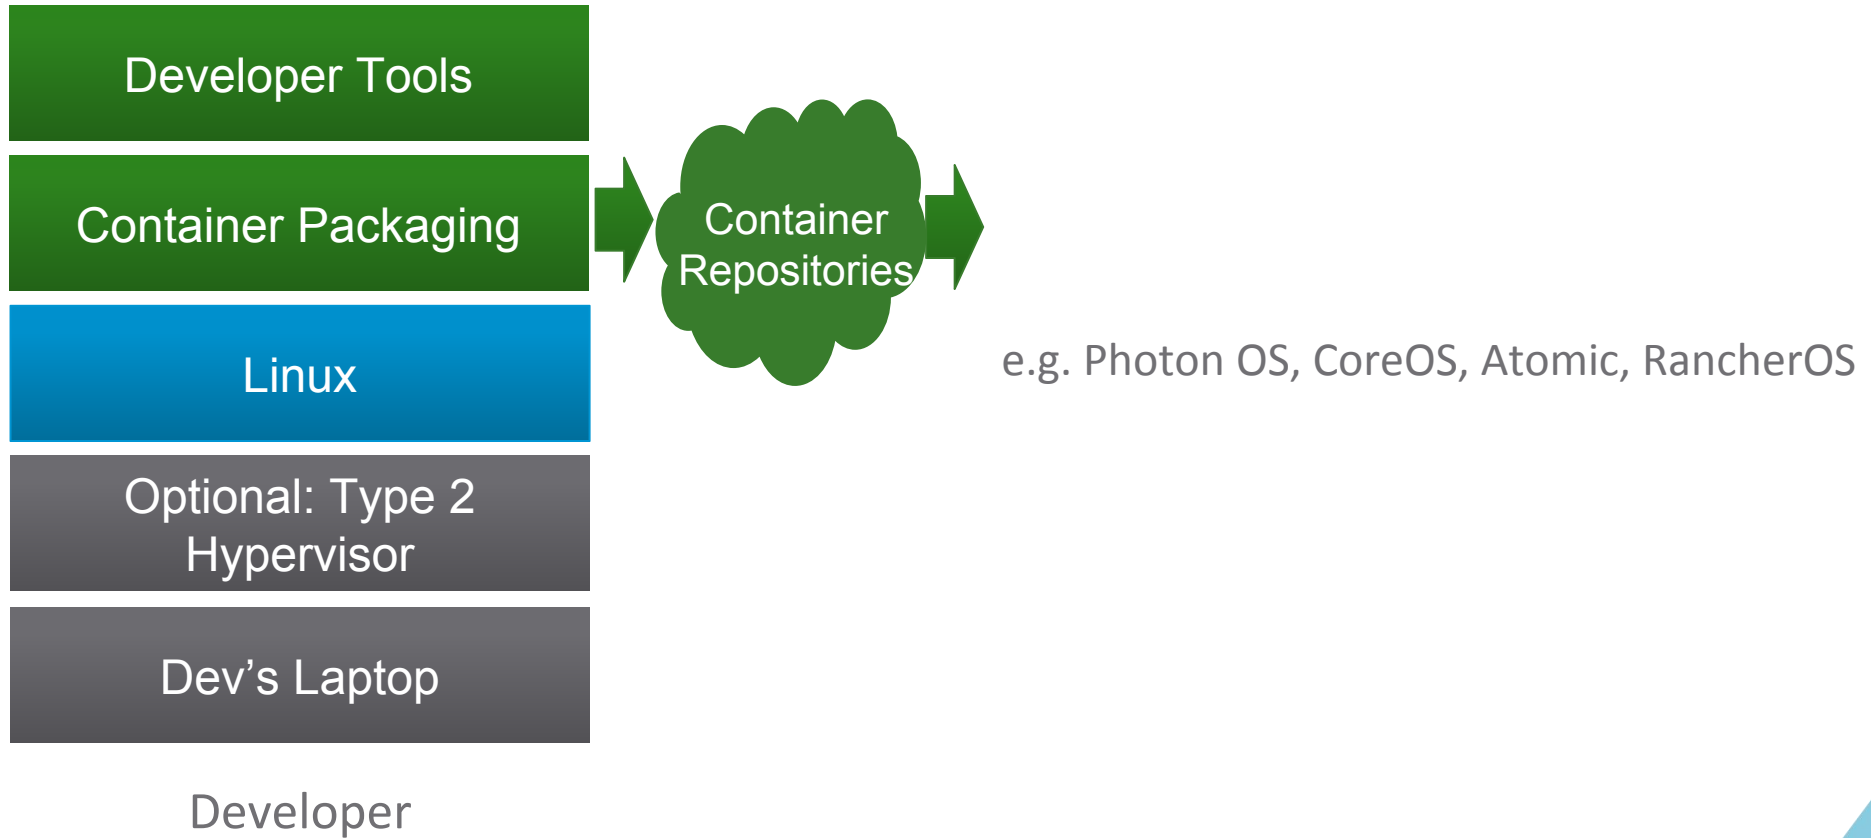 Developer Tools
Container Packaging
Container
Repositories
Linux
e.g. Photon OS, CoreOS, Atomic, RancherOS
Optional: Type 2
Hypervisor
Dev’s Laptop
Developer